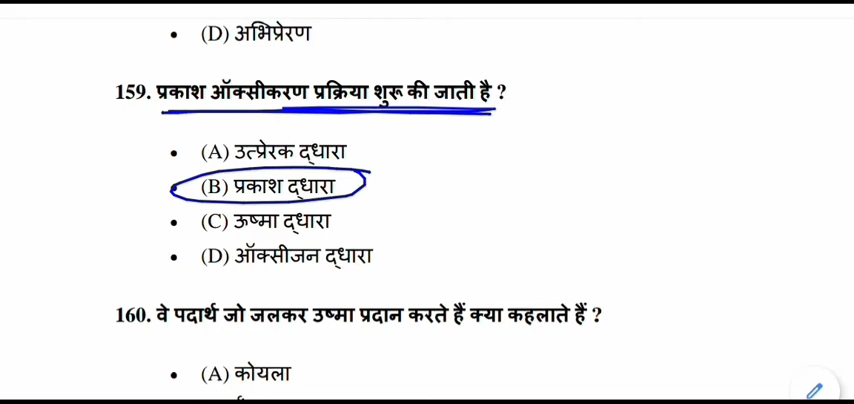 (D) अभिप्रेरण
159. प्रकाश ऑक्सीकरण प्रक्रिया शुरू की जाती है ?
(A) उत्प्रेरक द्धारा
(B) प्रकाश द्धारा
(C) ऊष्मा द्धारा
(D) ऑक्सीजन द्धारा
160. वे पदार्थ जो जलकर उष्मा प्रदान करते हैं क्या कहलाते हैं ?
(A) कोयला